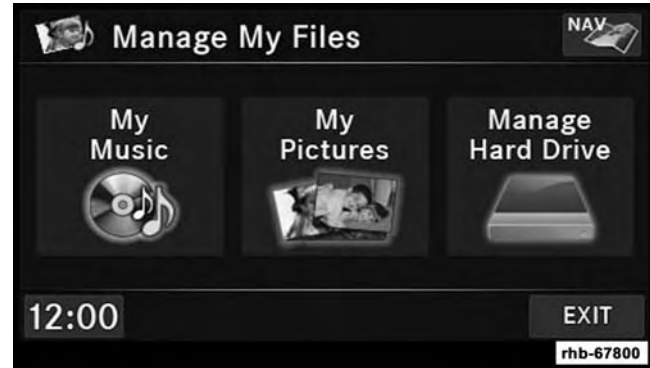 Manage My Files
NAV
My
Music
My
Pictures
Manage
Hard Drive
12:00
EXIT
rhb-67800